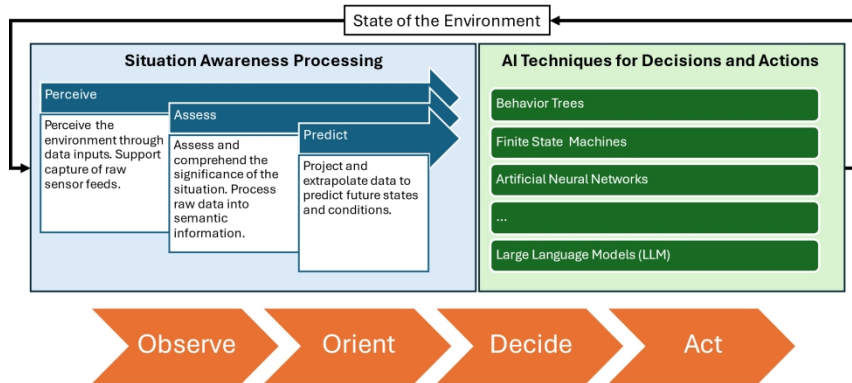 State of the Environment
Situation Awareness Processing
Perceive
Perceive the
environment through
data inputs. Support
capture of raw
sensor feeds.
Assess
Assess and
comprehend the
significance of the
situation. Process
raw data into
semantic
information.
Predict
Project and
extrapolate data to
predict future states
and conditions.
AI Techniques for Decisions and Actions
Behavior Trees
Finite State Machines
Artificial Neural Networks
...
Large Language Models (LLM)
Observe
Orient
Decide
Act